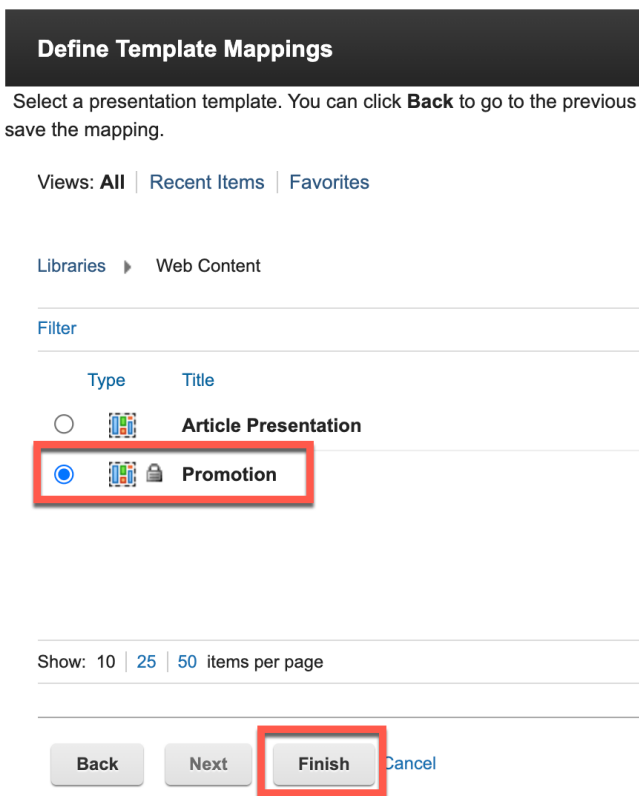 Define Template Mappings
Select a presentation template. You can click Back to go to the previous
save the mapping.
Views: All Recent Items Favorites
Libraries Web Content
Filter
Type Title
Article Presentation
Promotion
Show: 10 25 50 items per page
Back Next Finish Cancel